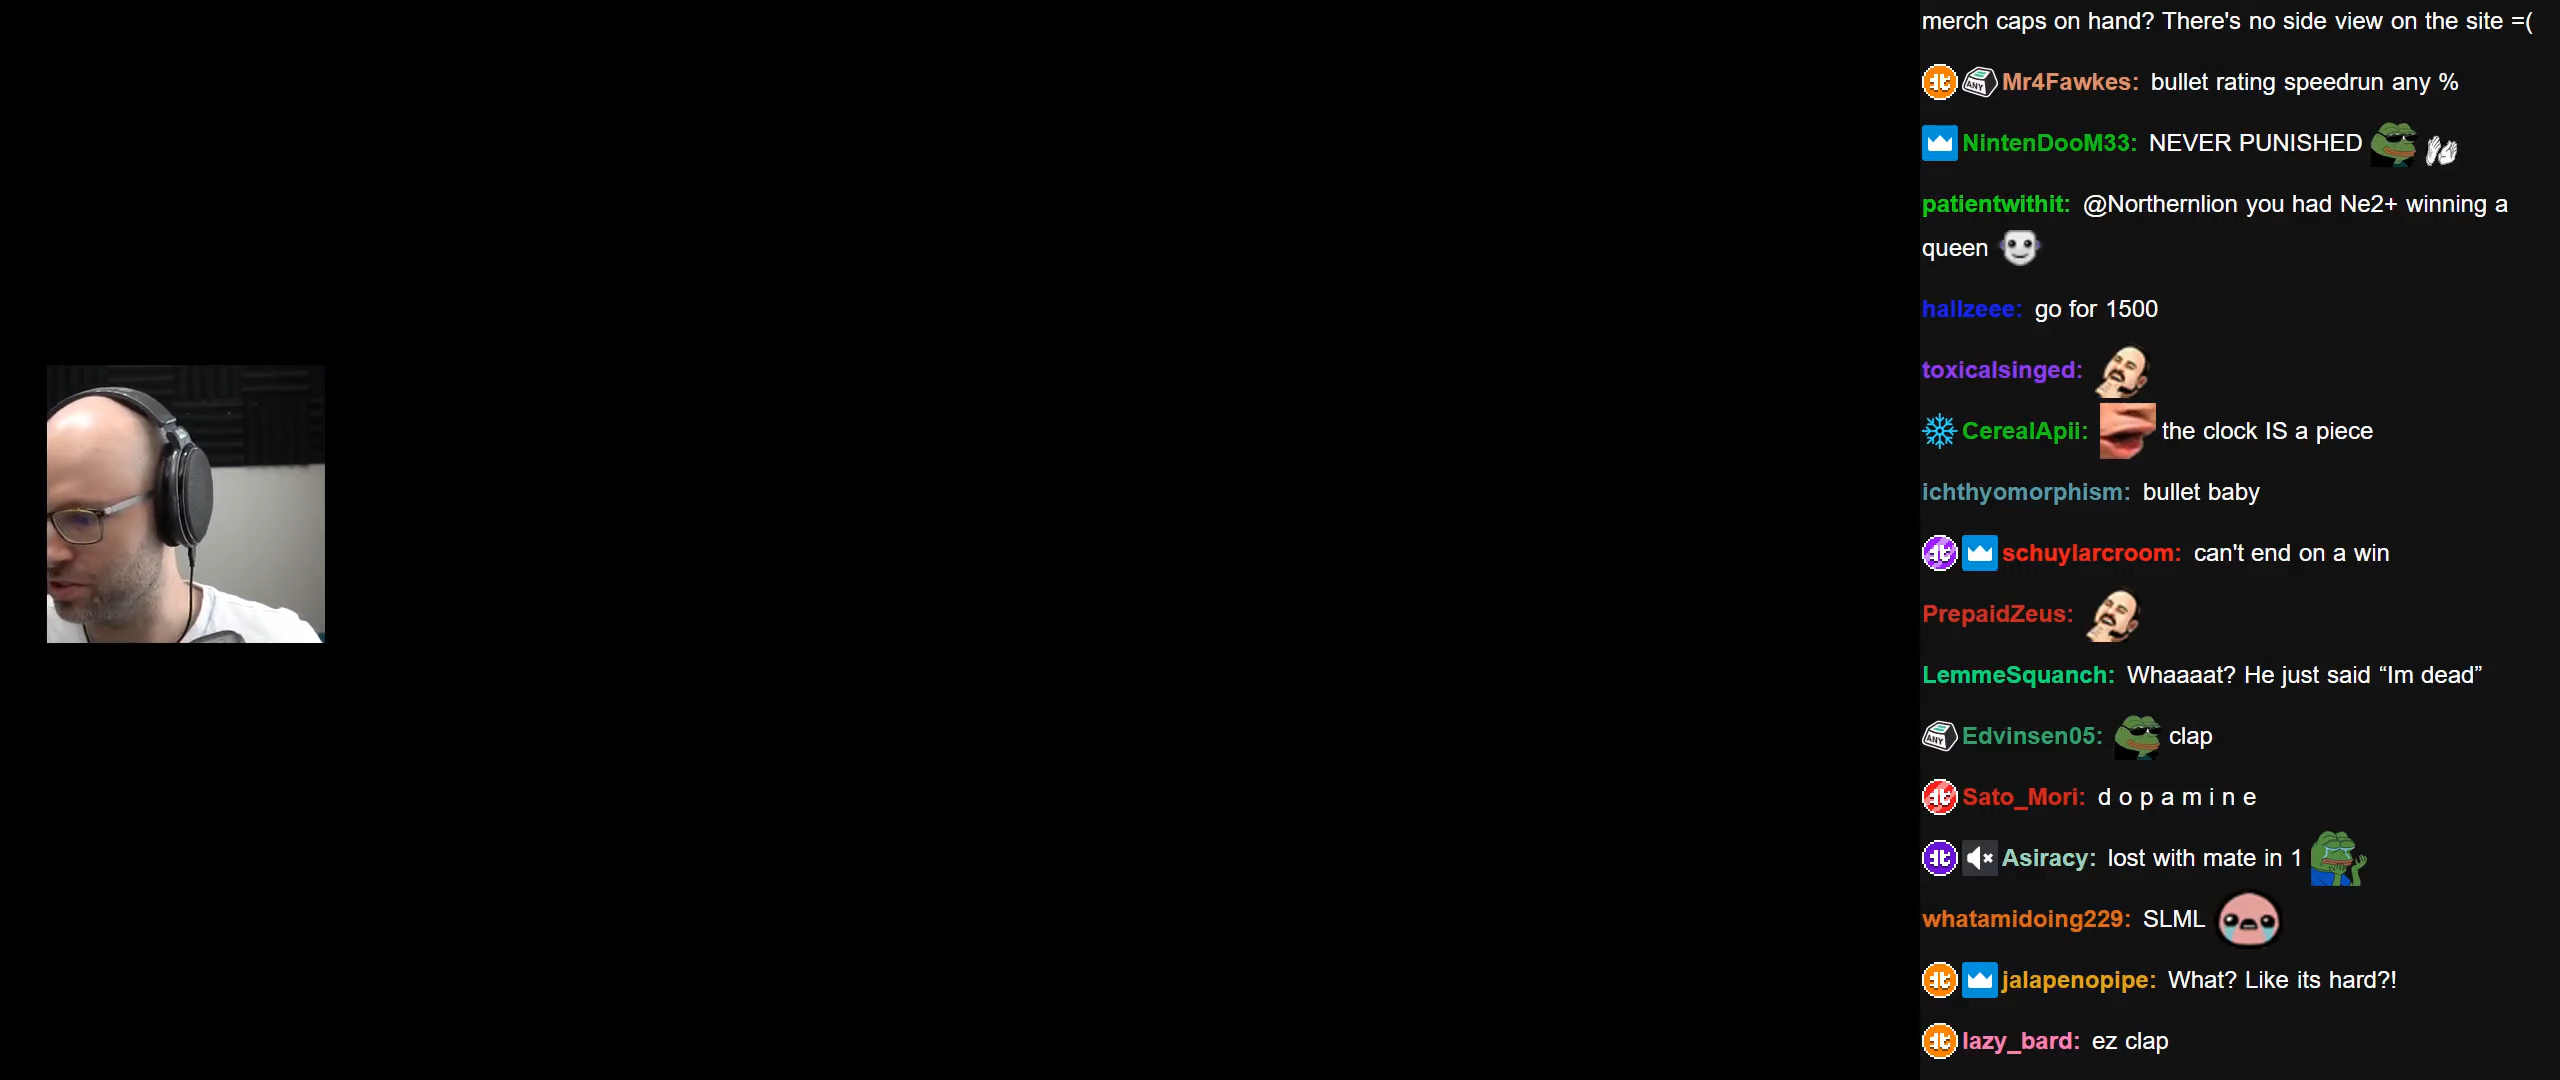 merch caps on hand? There's no side view on the site =(
Mr4Fawkes: bullet rating speedrun any %
NintenDooM33: NEVER PUNISHED
patientwithit: @Northernlion you had Ne2+ winning a
queen
hallzeee: go for 1500
toxicalsinged:
CerealApii: the clock IS a piece
ichthyomorphism: bullet baby
schuylarcroom: can't end on a win
PrepaidZeus:
LemmeSquanch: Whaaaat? He just said “Im dead”
ANY Edvinsen05: clap
Sato_Mori: d o p a m i n e
Asiracy: lost with mate in 1
whatamidoing229: SLML
jalapenopipe: What? Like its hard?!
lazy_bard: ez clap